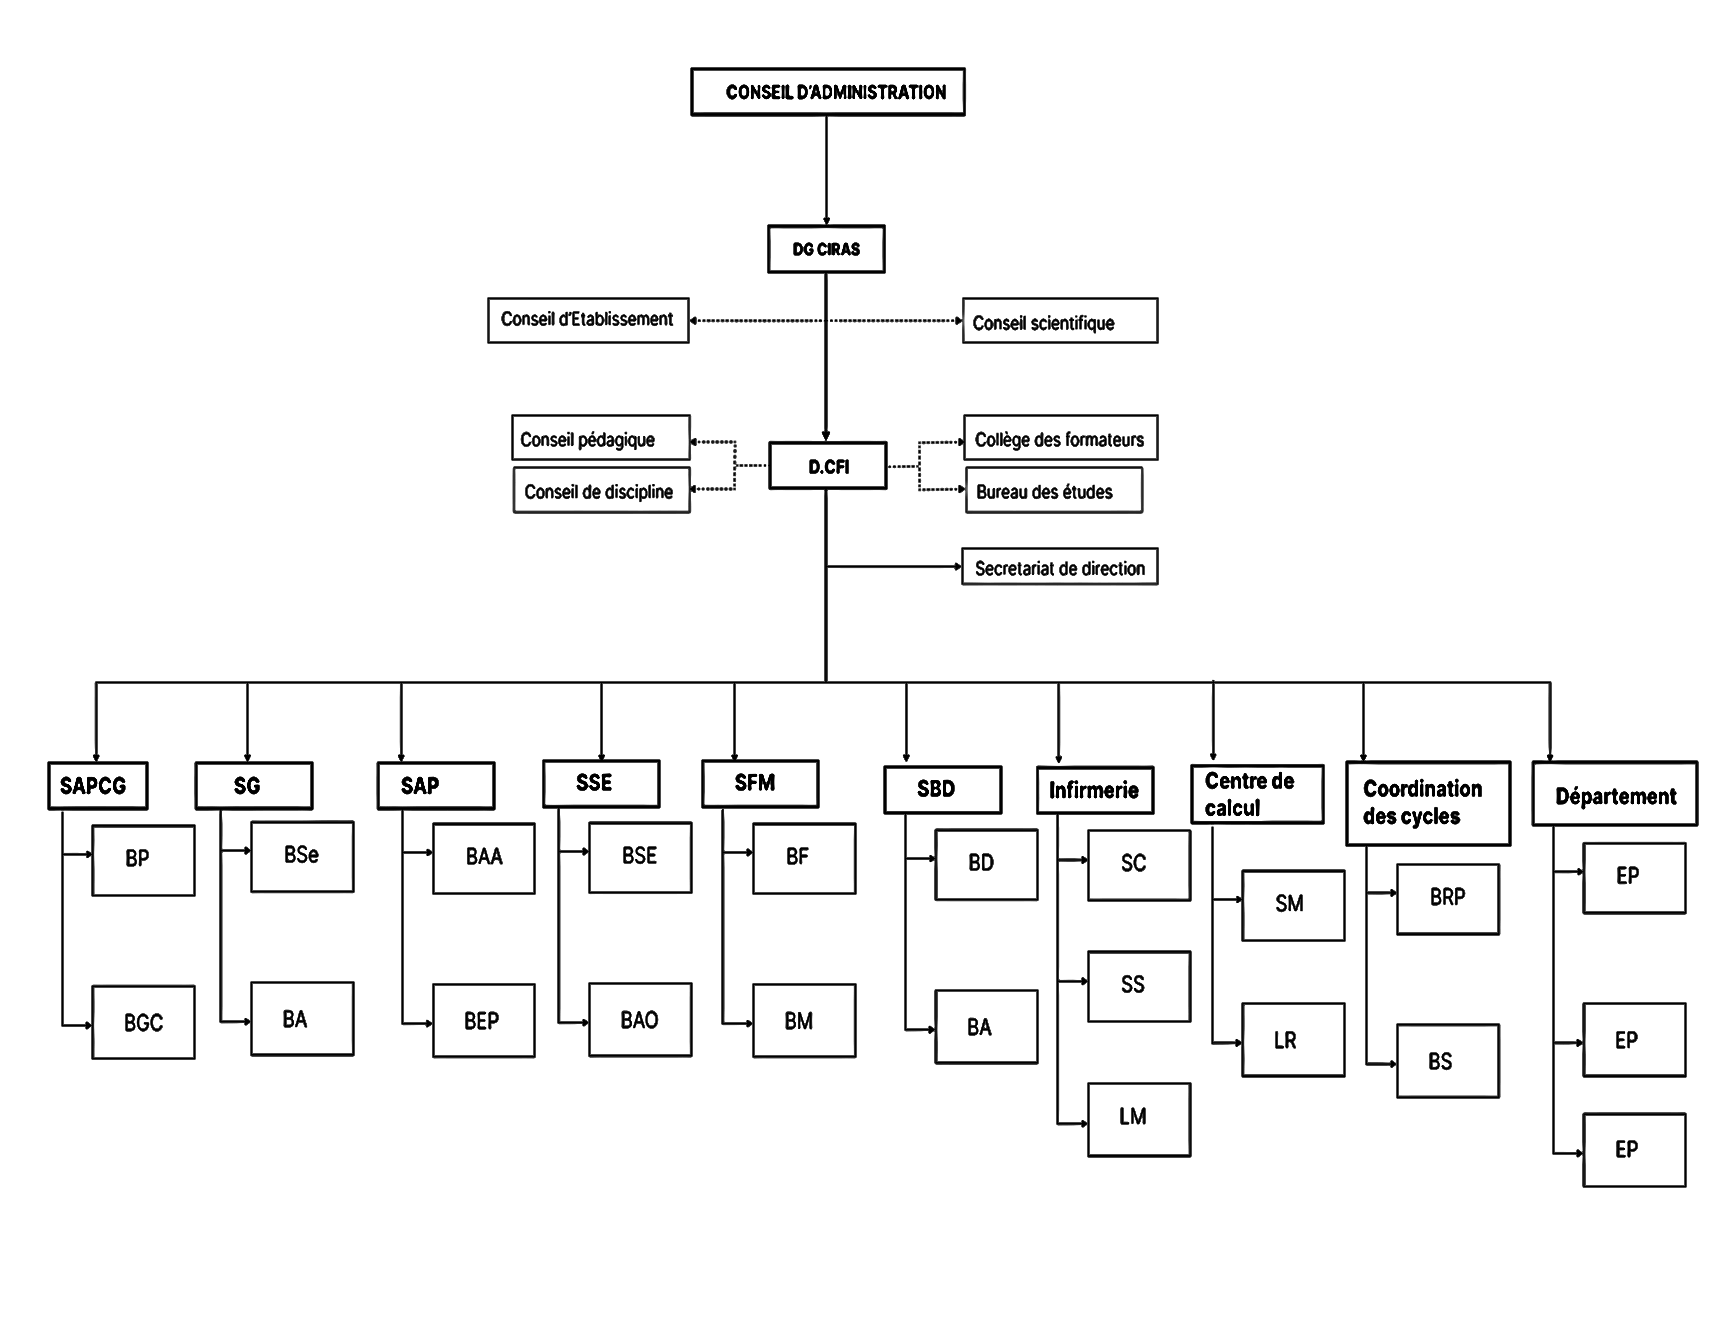 CONSEIL D'ADMINISTRATION
DG CIRAS
Conseil d'Etablissement
Conseil scientifique
Conseil pédagique
Collège des formateurs
D.CFI
Conseil de discipline
Bureau des études
Secretariat de direction
SAPCG
SG
SAP
SSE
SFM
SBD
Infirmerie
Centre de
calcul
Coordination
des cycles
Département
BP
BSe
BAA
BSE
BF
BD
SC
SM
BRP
EP
BGC
BA
BEP
BAO
BM
BA
SS
LR
BS
EP
LM
EP